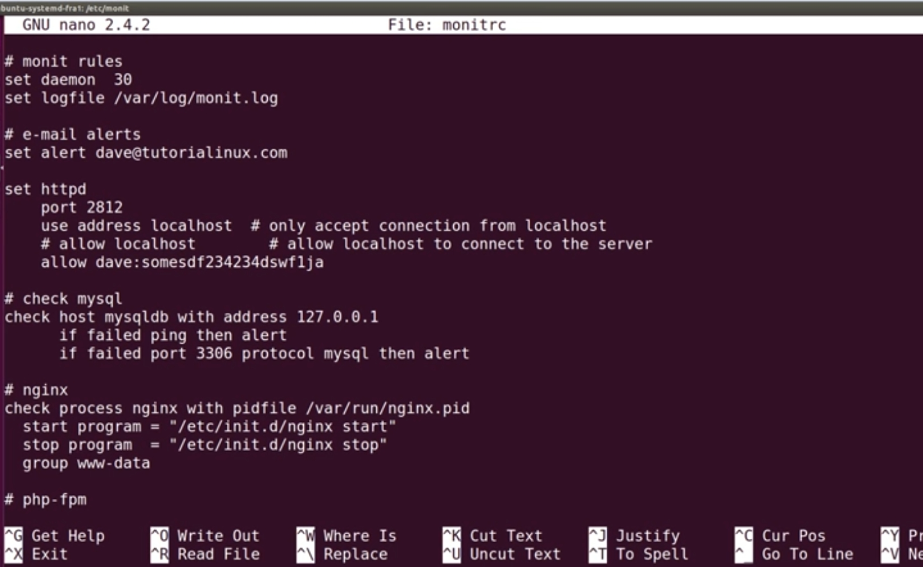 buntu-systemd-fra1: /etc/monit
GNU nano 2.4.2 File: monitrc
# monit rules
set daemon  30
set logfile /var/log/monit.log
# e-mail alerts
set alert dave@tutorialinux.com
set httpd
    port 2812
    use address localhost  # only accept connection from localhost
    # allow localhost        # allow localhost to connect to the server
    allow dave:somesdf234234dswf1ja
# check mysql
check host mysqldb with address 127.0.0.1
      if failed ping then alert
      if failed port 3306 protocol mysql then alert
# nginx
check process nginx with pidfile /var/run/nginx.pid
  start program = "/etc/init.d/nginx start"
  stop program  = "/etc/init.d/nginx stop"
  group www-data
# php-fpm
^G Get Help ^O Write Out ^W Where Is ^K Cut Text ^J Justify ^C Cur Pos ^Y Pr
^X Exit ^R Read File ^\ Replace ^U Uncut Text ^T To Spell ^_ Go To Line ^V Ne